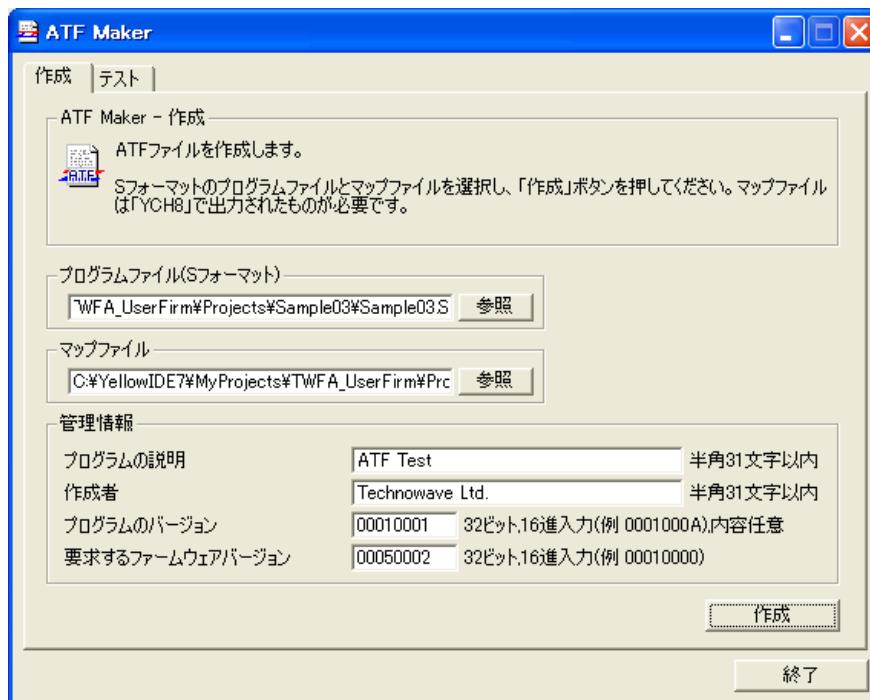 ATF Maker
作成 テスト
ATF Maker - 作成
ATF
ATFファイルを作成します。
Sフォーマットのプログラムファイルとマップファイルを選択し、「作成」ボタンを押してください。マップファイル
は「YCH8」で出力されたものが必要です。
プログラムファイル(Sフォーマット)
WFA_UserFirm¥Projects¥Sample03¥Sample03.S 参照
マップファイル
C:¥YellowIDE7¥MyProjects¥TWFA_UserFirm¥Prc 参照
管理情報
プログラムの説明 ATF Test 半角31文字以内
作成者 Technowave Ltd. 半角31文字以内
プログラムのバージョン 00010001 32ビット,16進入力(例 0001000A),内容任意
要求するファームウェアバージョン 00050002 32ビット,16進入力(例 00010000)
作成
終了